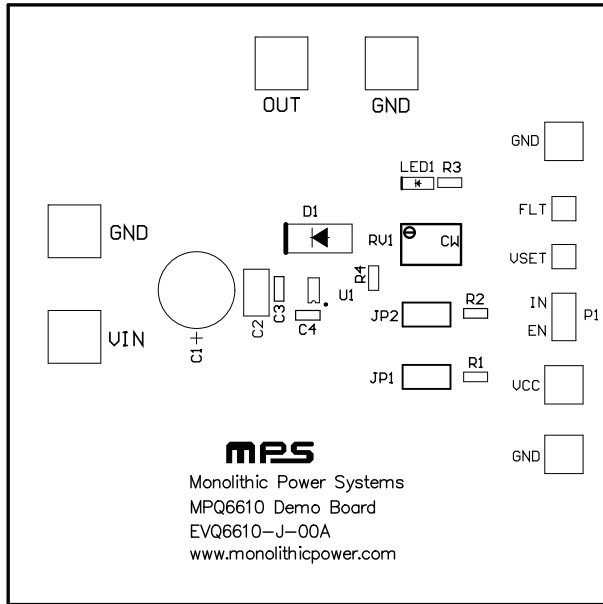 OUT GND
GND
LED1 R3
FLT
D1
GND
RV1 CW
VSET
R4
IN
U1
C3
C2
C4
JP2 R2
P1
EN
VIN
C1+
JP1 R1
VCC
GND
mps
Monolithic Power Systems
MPQ6610 Demo Board
EVQ6610-J-00A
www.monolithicpower.com